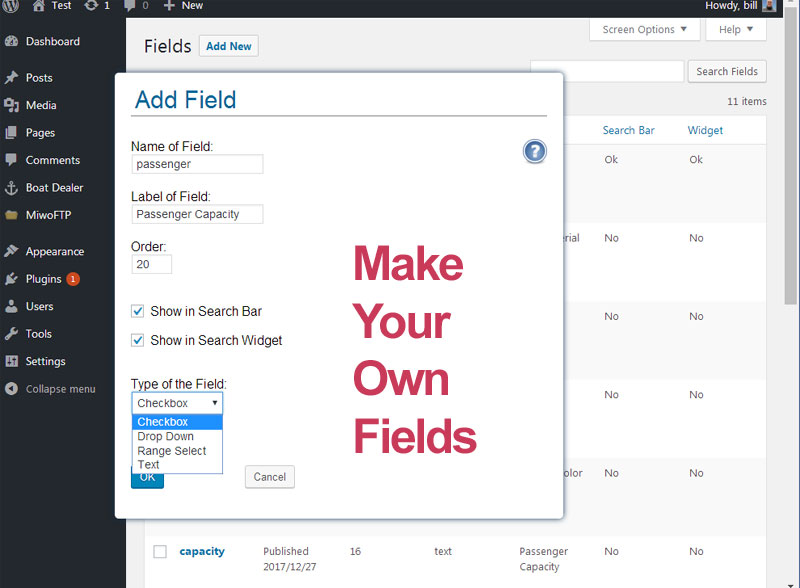 Test 1 0 + New Howdy, bill
Dashboard
Posts
Media
Pages
Comments
Boat Dealer
MiwoFTP
Appearance
Plugins 1
Users
Tools
Settings
Collapse menu
Screen Options ▼ Help ▼
Fields Add New
Search Fields
11 items
Search Bar Widget
Ok Ok
erial No No
No No
No No
olor No No
Add Field
?
Name of Field:
passenger
Label of Field:
Passenger Capacity
Order:
20
Show in Search Bar
Show in Search Widget
Type of the Field:
Checkbox
Checkbox
Drop Down
Range Select
Text
OK Cancel
Make
Your
Own
Fields
capacity Published 16 text Passenger No No
2017/12/27 Capacity